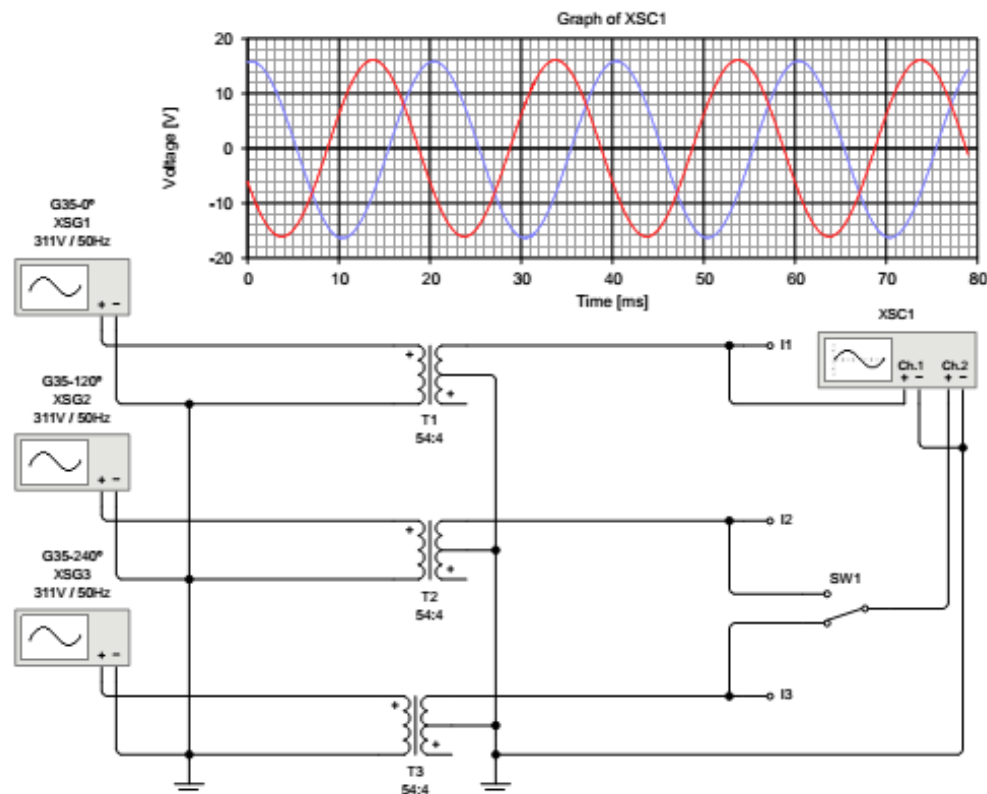 Graph of XSC1
20
10
0
-10
-20
Voltage [V]
0 10 20 30 40 50 60 70 80
Time [ms]
G35-0º
XSG1
311V / 50Hz
+ −
XSC1
Ch.1 Ch.2
+ − + −
I1
+
+
T1
54:4
G35-120º
XSG2
311V / 50Hz
+ −
I2
+
+
T2
54:4
SW1
G35-240º
XSG3
311V / 50Hz
+ −
I3
+
+
T3
54:4